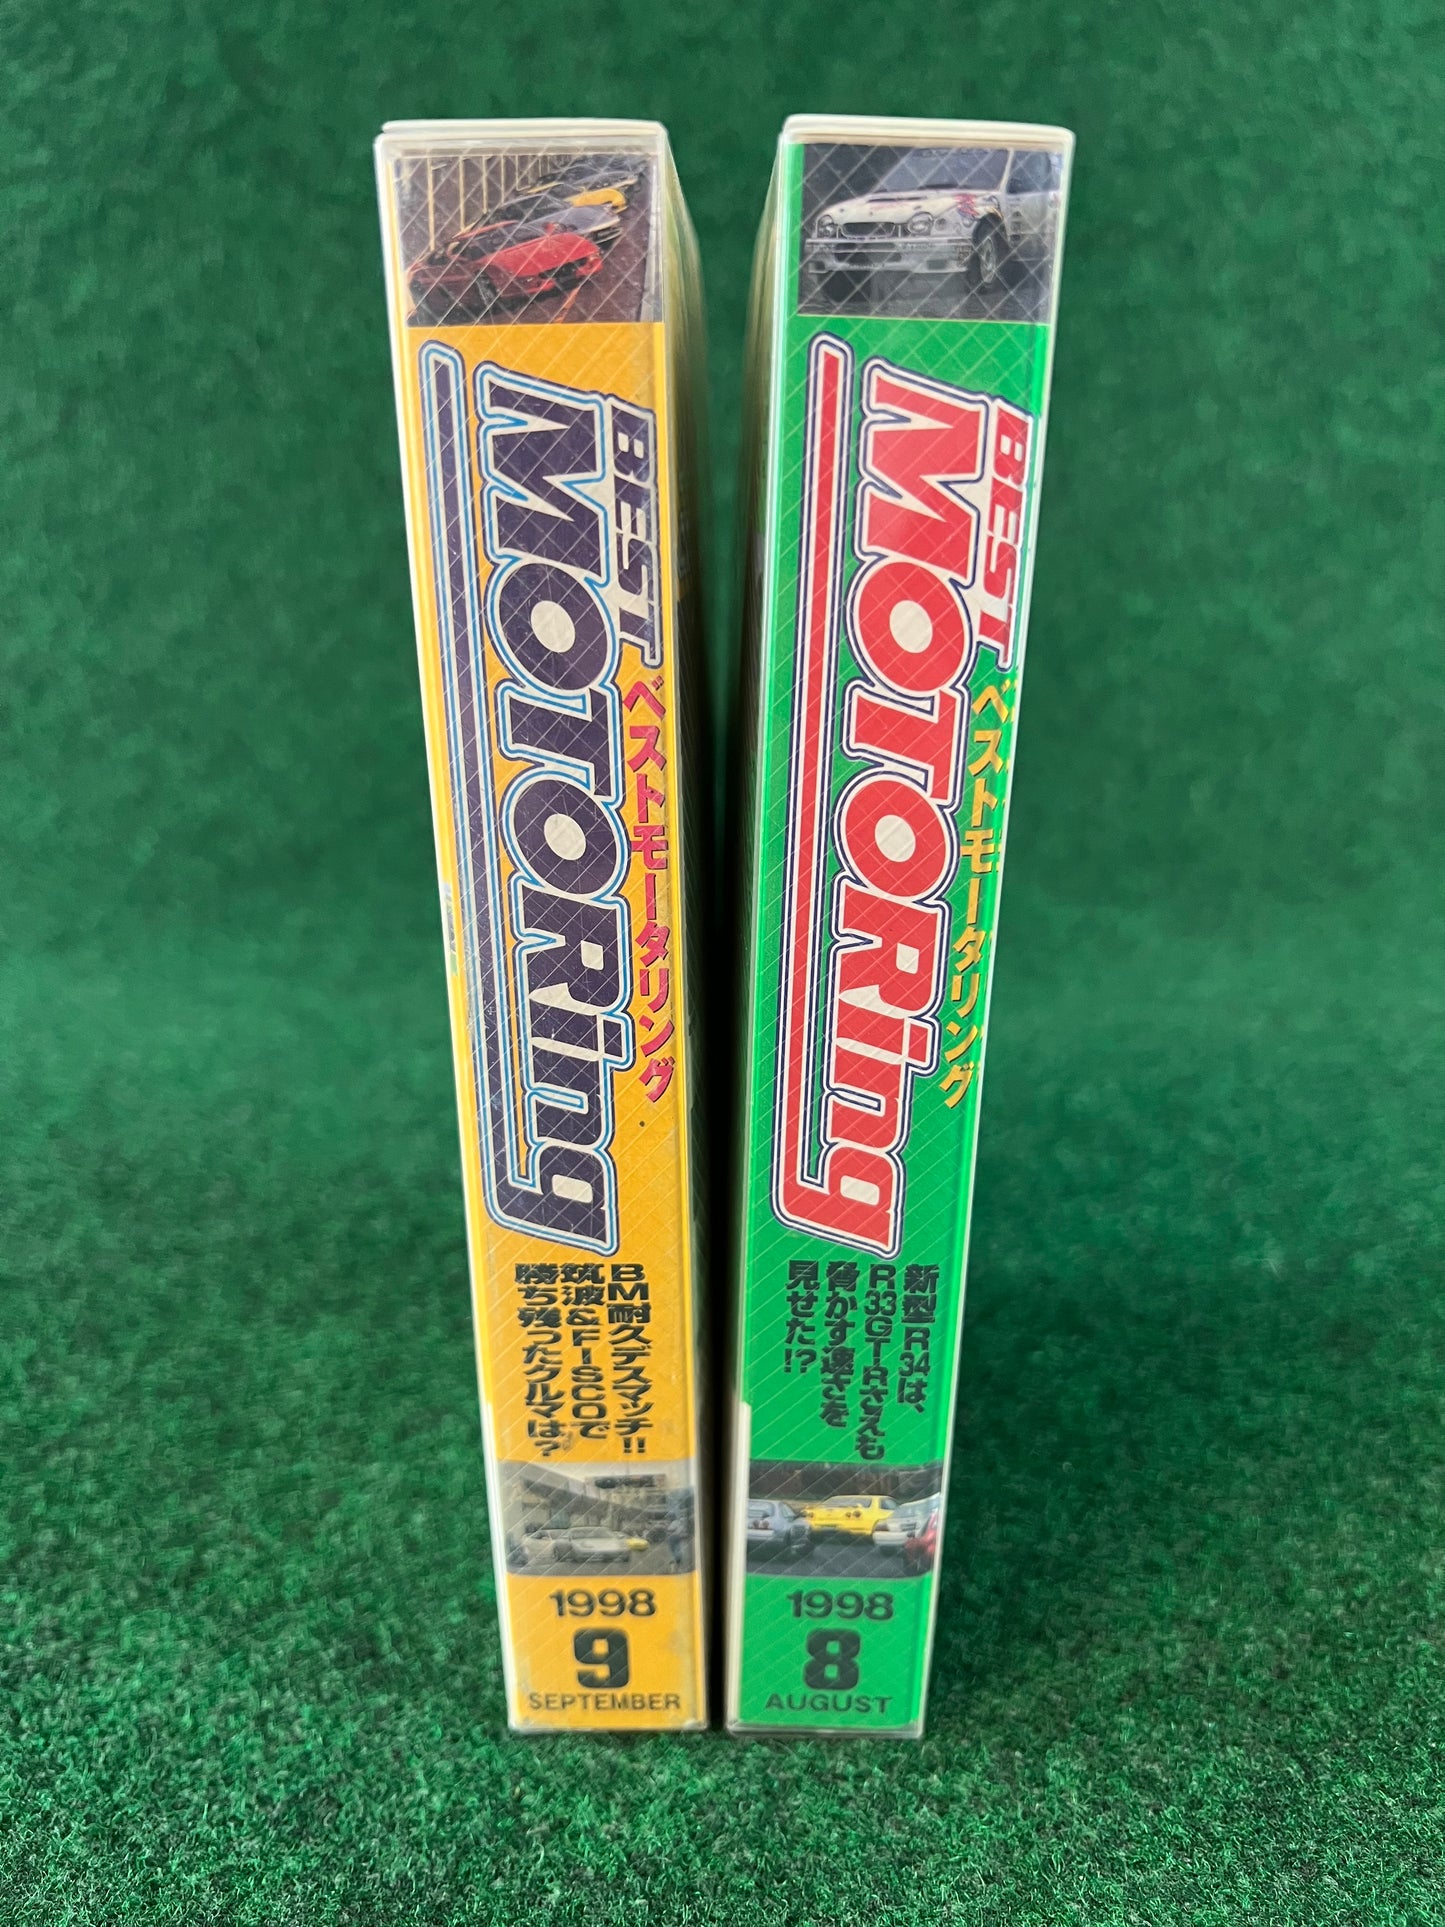 BEST
MOTORing
ベストモータリング
BM耐久デスマッチ!!
筑波&FISCOで
勝ち残ったクルマは?
1998
9
SEPTEMBER
BEST
MOTORing
ベストモータリング
新型R34は、
R33GT-Rさえも
脅かす速さを
見せた!?
1998
8
AUGUST